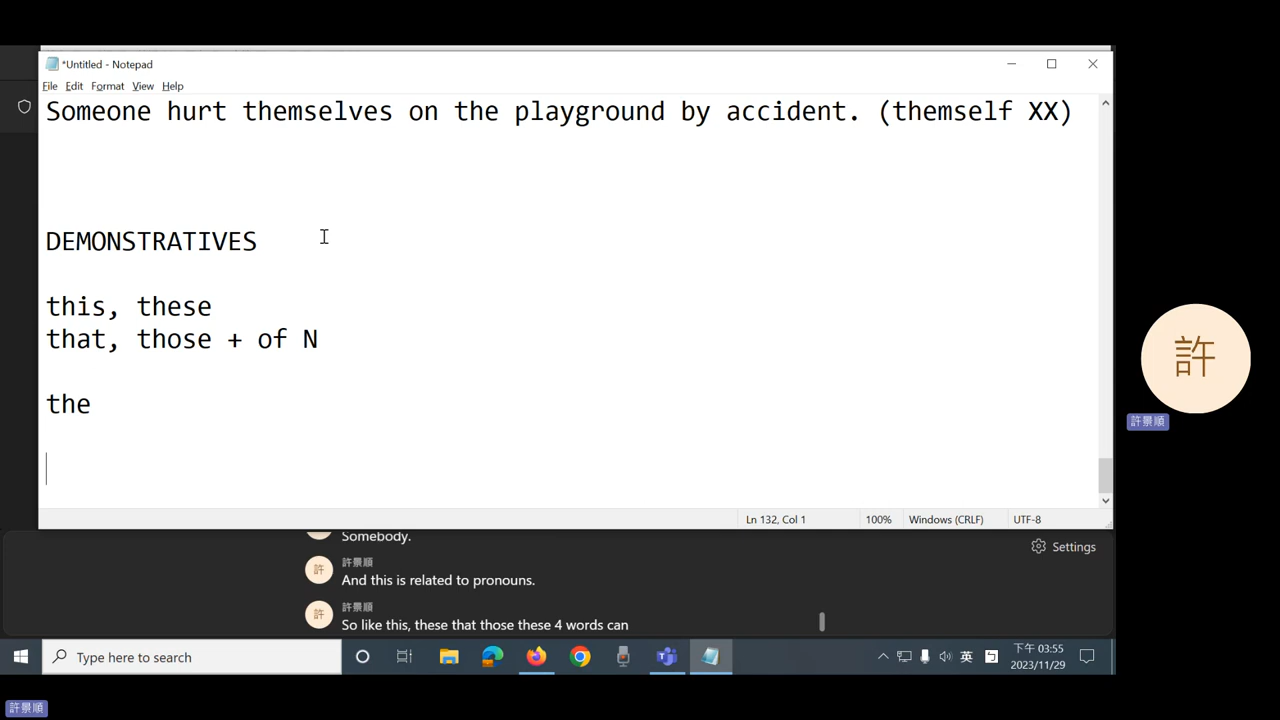 *Untitled - Notepad
File Edit Format View Help
Someone hurt themselves on the playground by accident. (themself XX)
DEMONSTRATIVES
this, these
that, those + of N
the
Ln 132, Col 1
100%
Windows (CRLF)
UTF-8
Somebody.
許景順
許
And this is related to pronouns.
許景順
許
So like this, these that those these 4 words can
Settings
許
許景順
Type here to search
英
下午 03:55
2023/11/29
許景順